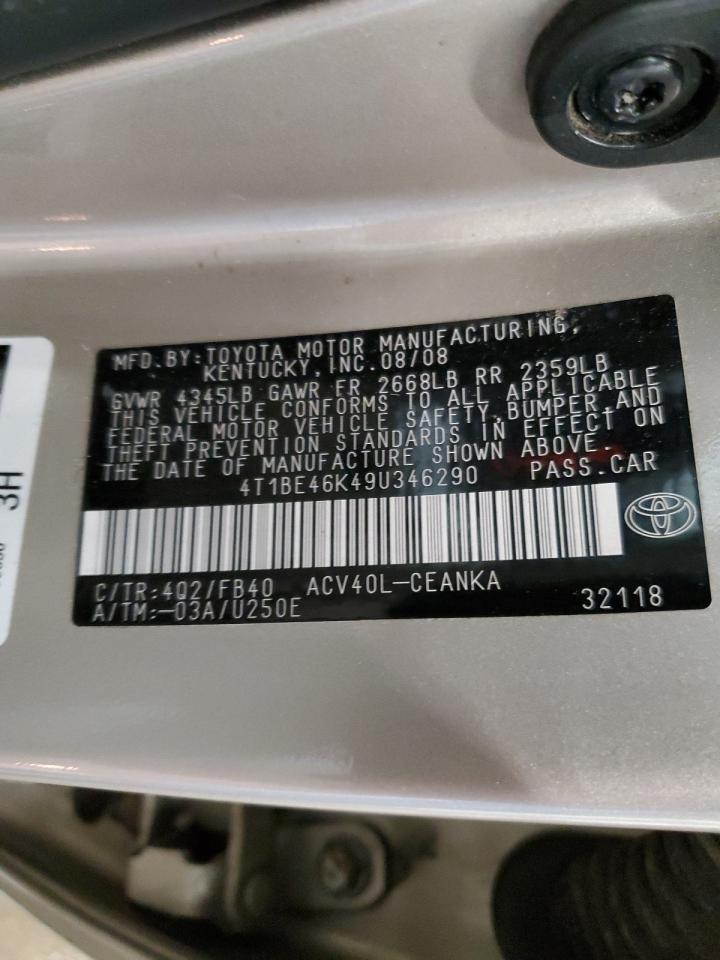 MFD.BY:TOYOTA MOTOR MANUFACTURING,
KENTUCKY,INC.08/08
GVWR 4345LB GAWR FR 2668LB RR 2359LB
THIS VEHICLE CONFORMS TO ALL APPLICABLE
FEDERAL MOTOR VEHICLE SAFETY,BUMPER,AND
THEFT PREVENTION STANDARDS IN EFFECT ON
THE DATE OF MANUFACTURE SHOWN ABOVE.
4T1BE46K49U346290 PASS.CAR
C/TR:4Q2/FB40 ACV40L-CEANKA
A/TM:-03A/U250E 32118
3H